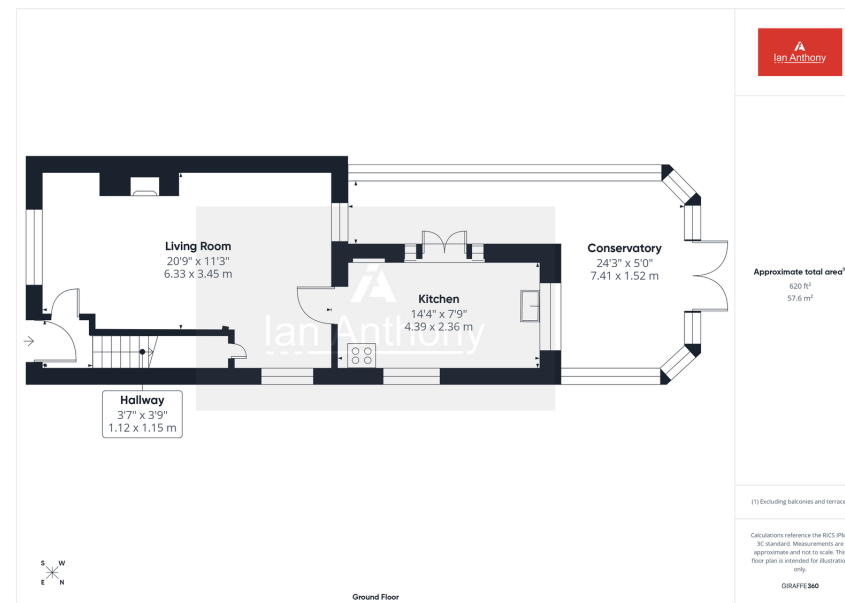 Ian Anthony
Living Room
20'9" x 11'3"
6.33 x 3.45 m
Conservatory
24'3" x 5'0"
7.41 x 1.52 m
Kitchen
14'4" x 7'9"
4.39 x 2.36 m
Ian Anthony
Hallway
3'7" x 3'9"
1.12 x 1.15 m
S W
E N
Ground Floor
Approximate total area
620 ft²
57.6 m²
(1) Excluding balconies and terrace
Calculations reference the RICS IPM
3C standard. Measurements are
approximate and not to scale. This
floor plan is intended for illustratio
only.
GIRAFFE360